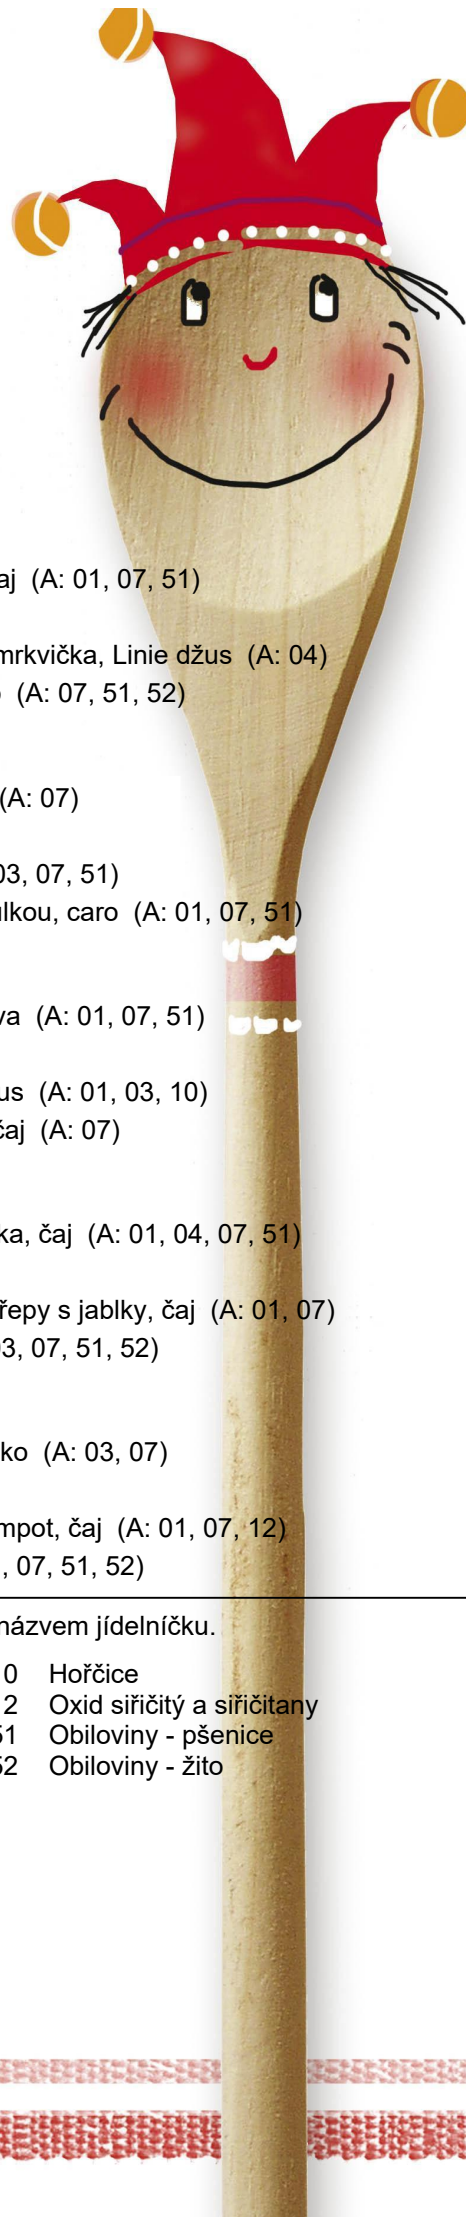 aj (A: 01, 07, 51)
mrkvička, Linie džus (A: 04)
(A: 07, 51, 52)
(A: 07)
03, 07, 51)
ulkou, caro (A: 01, 07, 51)
va (A: 01, 07, 51)
us (A: 01, 03, 10)
čaj (A: 07)
ka, čaj (A: 01, 04, 07, 51)
řepy s jablky, čaj (A: 01, 07)
03, 07, 51, 52)
ko (A: 03, 07)
mpot, čaj (A: 01, 07, 12)
, 07, 51, 52)
názvem jídelníčku.
0 Hořčice
2 Oxid siřičitý a siřičitany
51 Obiloviny - pšenice
52 Obiloviny - žito